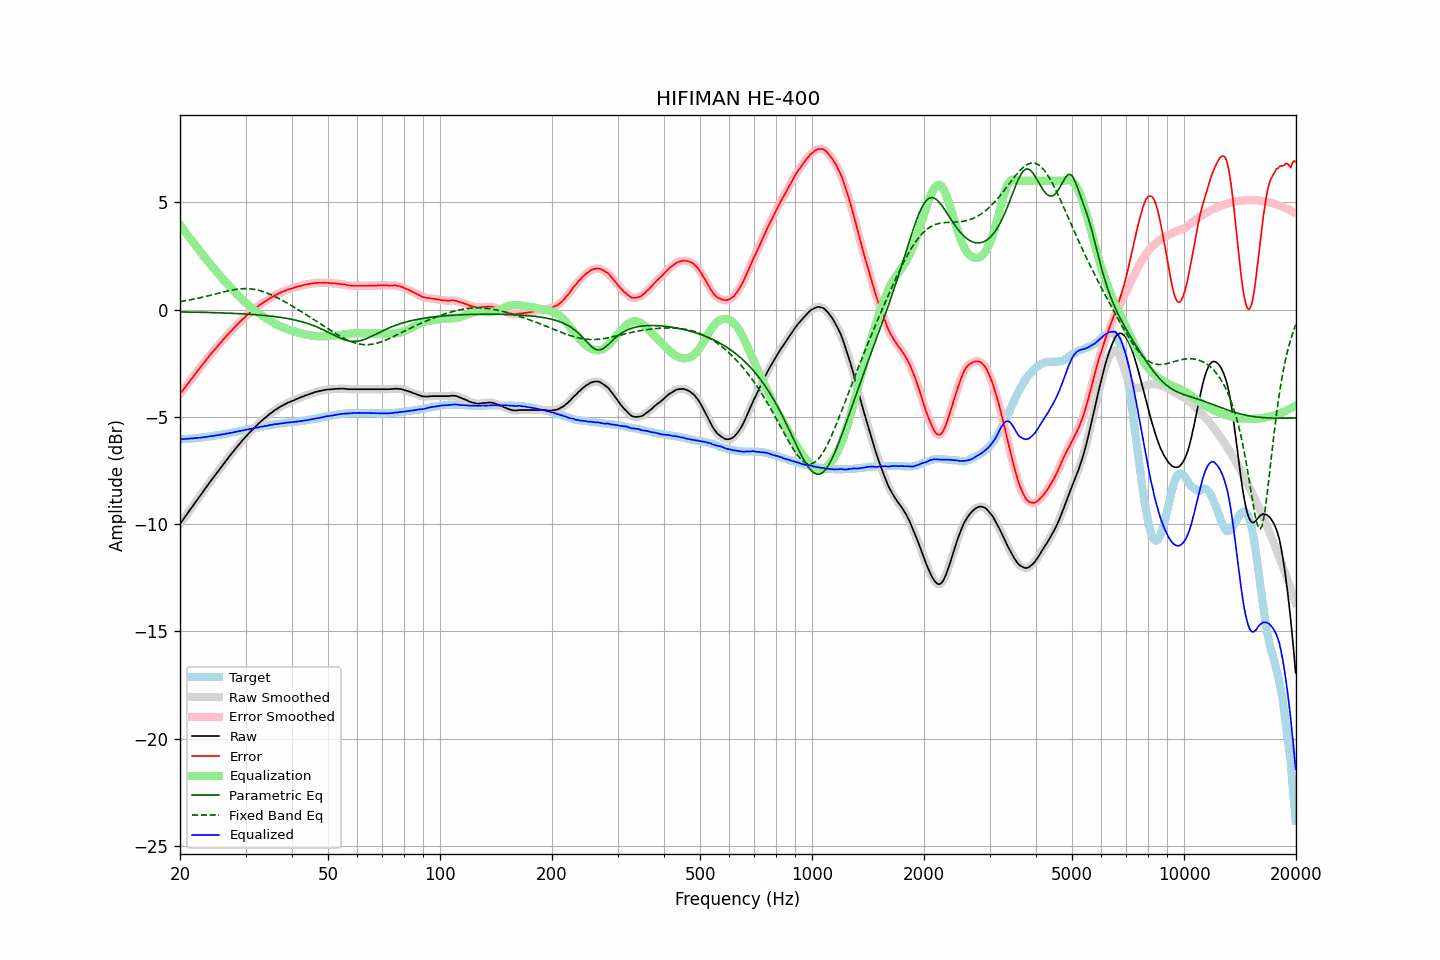 HIFIMAN HE-400
Amplitude (dBr)
5
0
−5
−10
−15
−20
−25
Target
Raw Smoothed
Error Smoothed
Raw
Error
Equalization
Parametric Eq
Fixed Band Eq
Equalized
20 50 100 200 500 1000 2000 5000 10000 20000
Frequency (Hz)